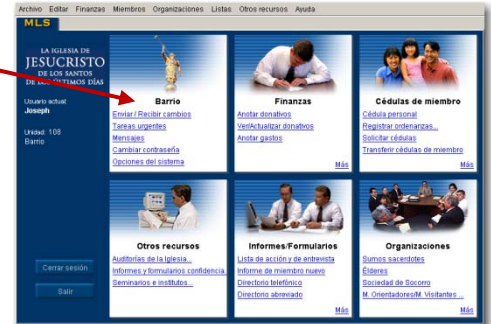 Archivo Editar Finanzas Miembros Organizaciones Listas Otros recursos Ayuda
MLS
LA IGLESIA DE
JESUCRISTO
DE LOS SANTOS
DE LOS ÚLTIMOS DÍAS
Usuario actual:
Joseph
Unidad: 108
Barrio
Cerrar sesión
Salir
Barrio
Enviar / Recibir cambios
Tareas urgentes
Mensajes
Cambiar contraseña
Opciones del sistema
Finanzas
Anotar donativos
Ver/Actualizar donativos
Anotar gastos
Más
Cédulas de miembro
Cédula personal
Registrar ordenanzas...
Solicitar cédulas
Transferir cédulas de miembro
Más
Otros recursos
Auditorías de la Iglesia...
Informes y formularios confidencia
Seminarios e institutos...
Informes/Formularios
Lista de acción y de entrevista
Informe de miembro nuevo
Directorio telefónico
Directorio abreviado
Más
Organizaciones
Sumos sacerdotes
Élderes
Sociedad de Socorro
M. Orientadores/M. Visitantes ...
Más